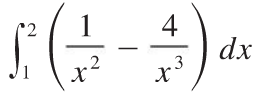 ∫₁² (1/x² − 4/x³) dx